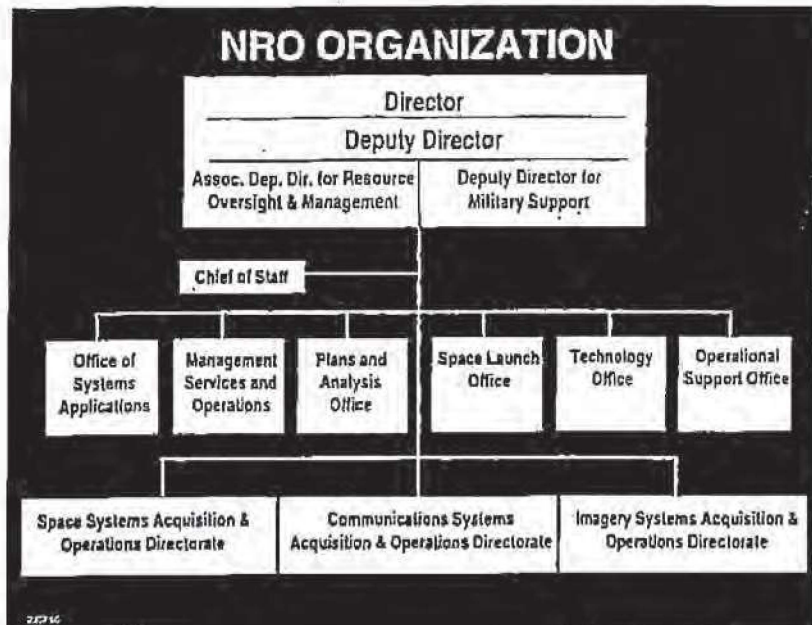 NRO ORGANIZATION
Director
Deputy Director
Assoc. Dep. Dir. for Resource
Oversight & Management
Deputy Director for
Military Support
Chief of Staff
Office of
Systems
Applications
Management
Services and
Operations
Plans and
Analysis
Office
Space Launch
Office
Technology
Office
Operational
Support Office
Space Systems Acquisition &
Operations Directorate
Communications Systems
Acquisition & Operations Directorate
Imagery Systems Acquisition &
Operations Directorate